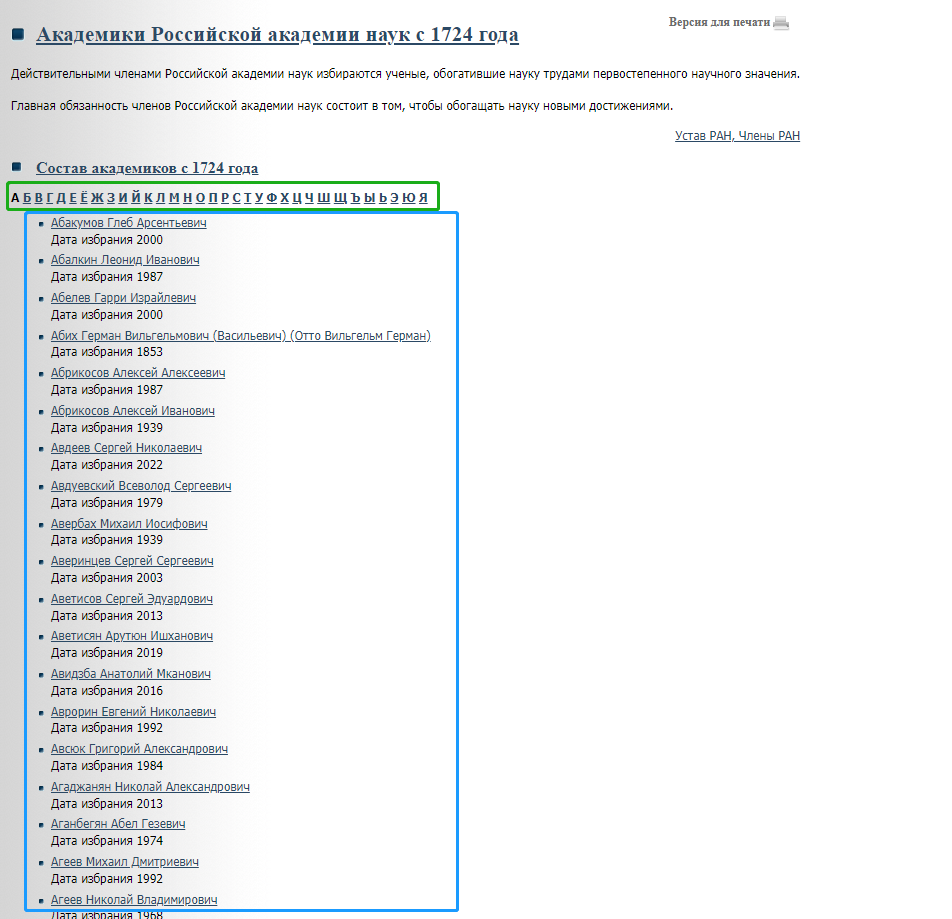 Версия для печати
Академики Российской академии наук с 1724 года
Действительными членами Российской академии наук избираются ученые, обогатившие науку трудами первостепенного научного значения.
Главная обязанность членов Российской академии наук состоит в том, чтобы обогащать науку новыми достижениями.
Устав РАН, Члены РАН
Состав академиков с 1724 года
А Б В Г Д Е Ё Ж З И Й К Л М Н О П Р С Т У Ф Х Ц Ч Ш Щ Ъ Ы Ь Э Ю Я
Абакумов Глеб Арсентьевич
Дата избрания 2000
Абалкин Леонид Иванович
Дата избрания 1987
Абелев Гарри Израйлевич
Дата избрания 2000
Абих Герман Вильгельмович (Васильевич) (Отто Вильгельм Герман)
Дата избрания 1853
Абрикосов Алексей Алексеевич
Дата избрания 1987
Абрикосов Алексей Иванович
Дата избрания 1939
Авдеев Сергей Николаевич
Дата избрания 2022
Авдуевский Всеволод Сергеевич
Дата избрания 1979
Авербах Михаил Иосифович
Дата избрания 1939
Аверинцев Сергей Сергеевич
Дата избрания 2003
Аветисов Сергей Эдуардович
Дата избрания 2013
Аветисян Арутюн Ишханович
Дата избрания 2019
Авидзба Анатолий Мканович
Дата избрания 2016
Аврорин Евгений Николаевич
Дата избрания 1992
Авсюк Григорий Александрович
Дата избрания 1984
Агаджанян Николай Александрович
Дата избрания 2013
Аганбегян Абел Гезевич
Дата избрания 1974
Агеев Михаил Дмитриевич
Дата избрания 1992
Агеев Николай Владимирович
Дата избрания 1968